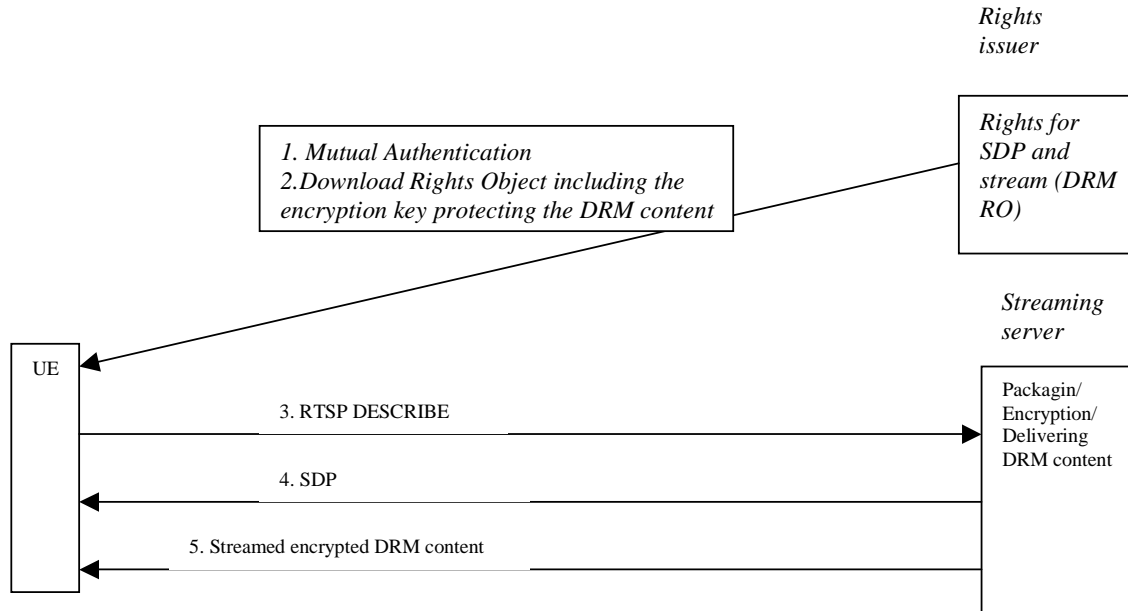 Rights
issuer
Rights for
SDP and
stream (DRM
RO)
1. Mutual Authentication
2.Download Rights Object including the
encryption key protecting the DRM content
Streaming
server
UE
Packagin/
Encryption/
Delivering
DRM content
3. RTSP DESCRIBE
4. SDP
5. Streamed encrypted DRM content